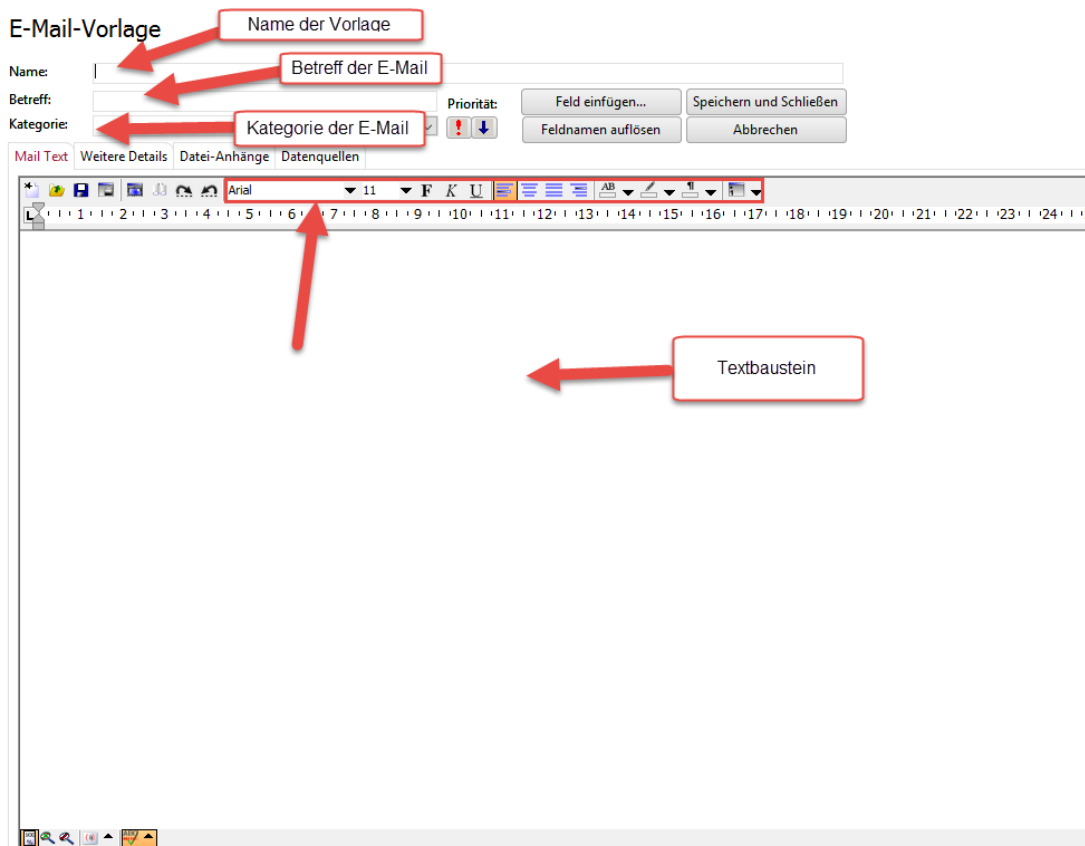 E-Mail-Vorlage
Name der Vorlage
Name:
Betreff der E-Mail
Betreff:
Priorität:
Feld einfügen...
Speichern und Schließen
Kategorie:
Kategorie der E-Mail
Feldnamen auflösen
Abbrechen
Mail Text Weitere Details Datei-Anhänge Datenquellen
Arial 11 F K U AB
1 2 3 4 5 6 7 8 9 10 11 12 13 14 15 16 17 18 19 20 21 22 23 24
Textbaustein